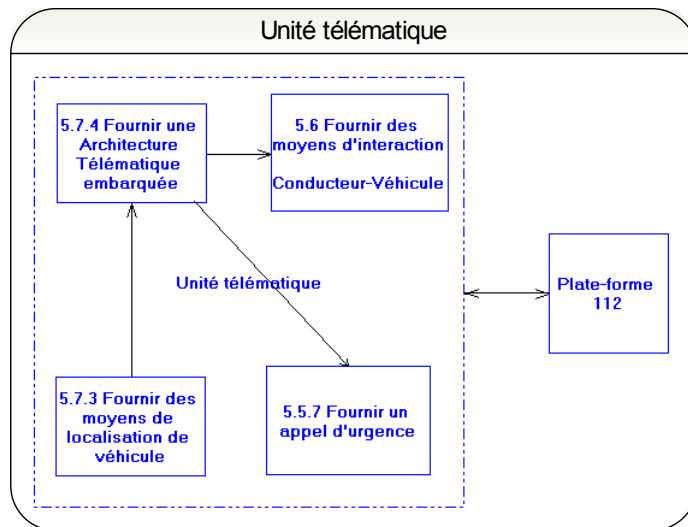 Unité télématique
5.7.4 Fournir une
Architecture
Télématique
embarquée
5.6 Fournir des
moyens d'interaction
Conducteur-Véhicule
Unité télématique
Plate-forme
112
5.7.3 Fournir des
moyens de
localisation de
véhicule
5.5.7 Fournir un
appel d'urgence